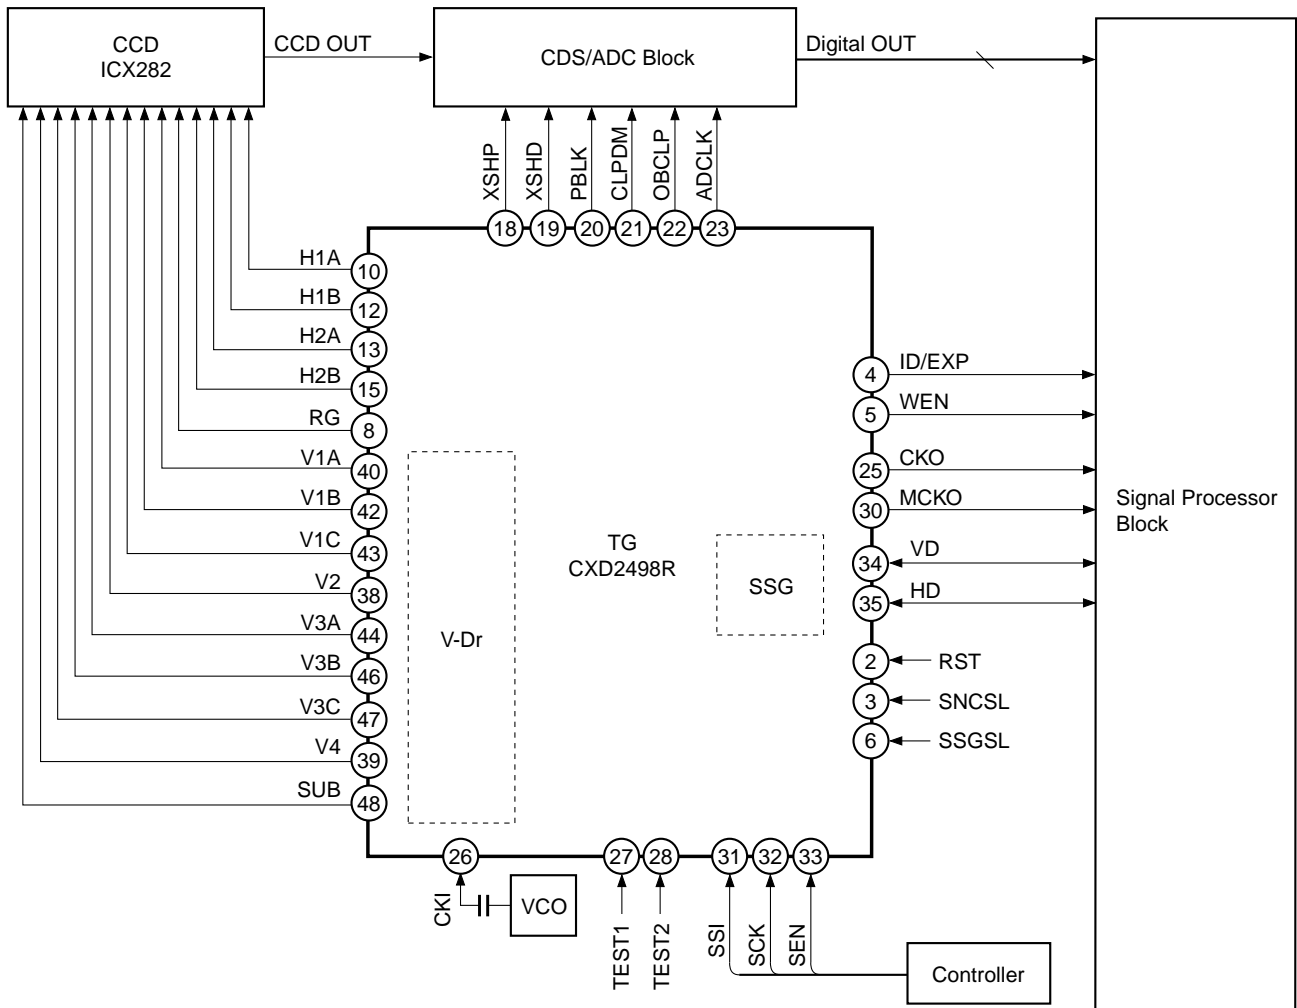 CCD
ICX282
CCD OUT
CDS/ADC Block
Digital OUT
XSHP
XSHD
PBLK
CLPDM
OBCLP
ADCLK
18
19
20
21
22
23
H1A
10
H1B
12
H2A
13
H2B
15
RG
8
V1A
40
V1B
42
V1C
43
V2
38
V3A
44
V3B
46
V3C
47
V4
39
SUB
48
V-Dr
TG
CXD2498R
SSG
4
ID/EXP
5
WEN
25
CKO
30
MCKO
34
VD
35
HD
2
RST
3
SNCSL
6
SSGSL
Signal Processor
Block
26
27
28
31
32
33
CKI
VCO
TEST1
TEST2
SSI
SCK
SEN
Controller